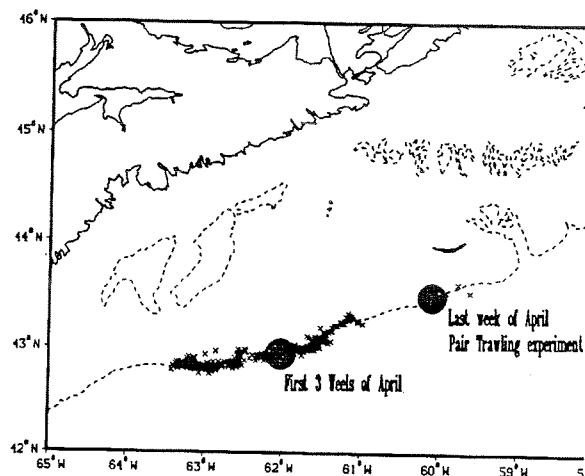 46°N
45°N
44°N
43°N
42°N
65°W
64°W
63°W
62°W
61°W
60°W
59°W
Last week of April
Pair Trawling experiment
First 3 Weels of April